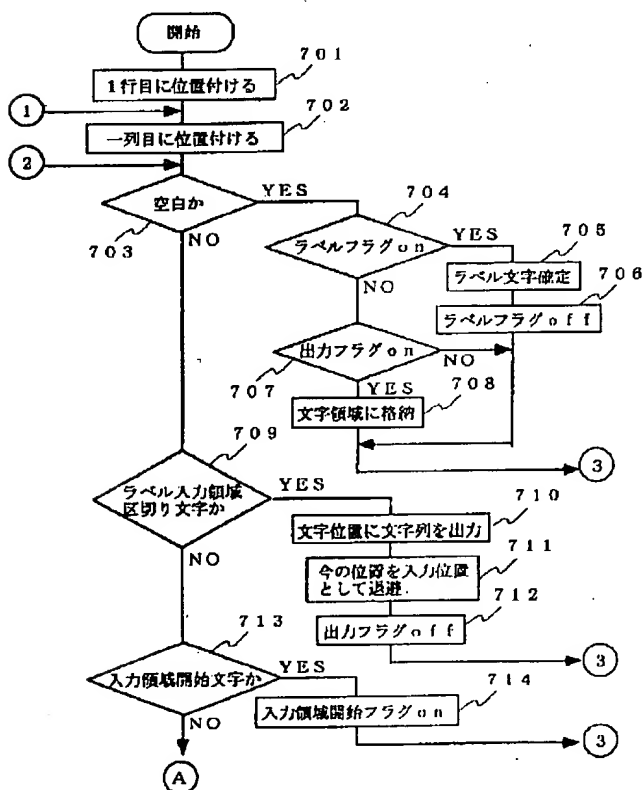 開始
701
1行目に位置付ける
1
702
一列目に位置付ける
2
空白か
YES
704
703
NO
ラベルフラグon
YES
705
ラベル文字確定
NO
706
ラベルフラグoff
出力フラグon
NO
707
YES
708
文字領域に格納
709
3
ラベル入力領域
区切り文字か
YES
710
文字位置に文字列を出力
NO
711
今の位置を入力位置
として退避.
712
713
出力フラグoff
3
入力領域開始文字か
YES
714
入力領域開始フラグon
NO
3
A